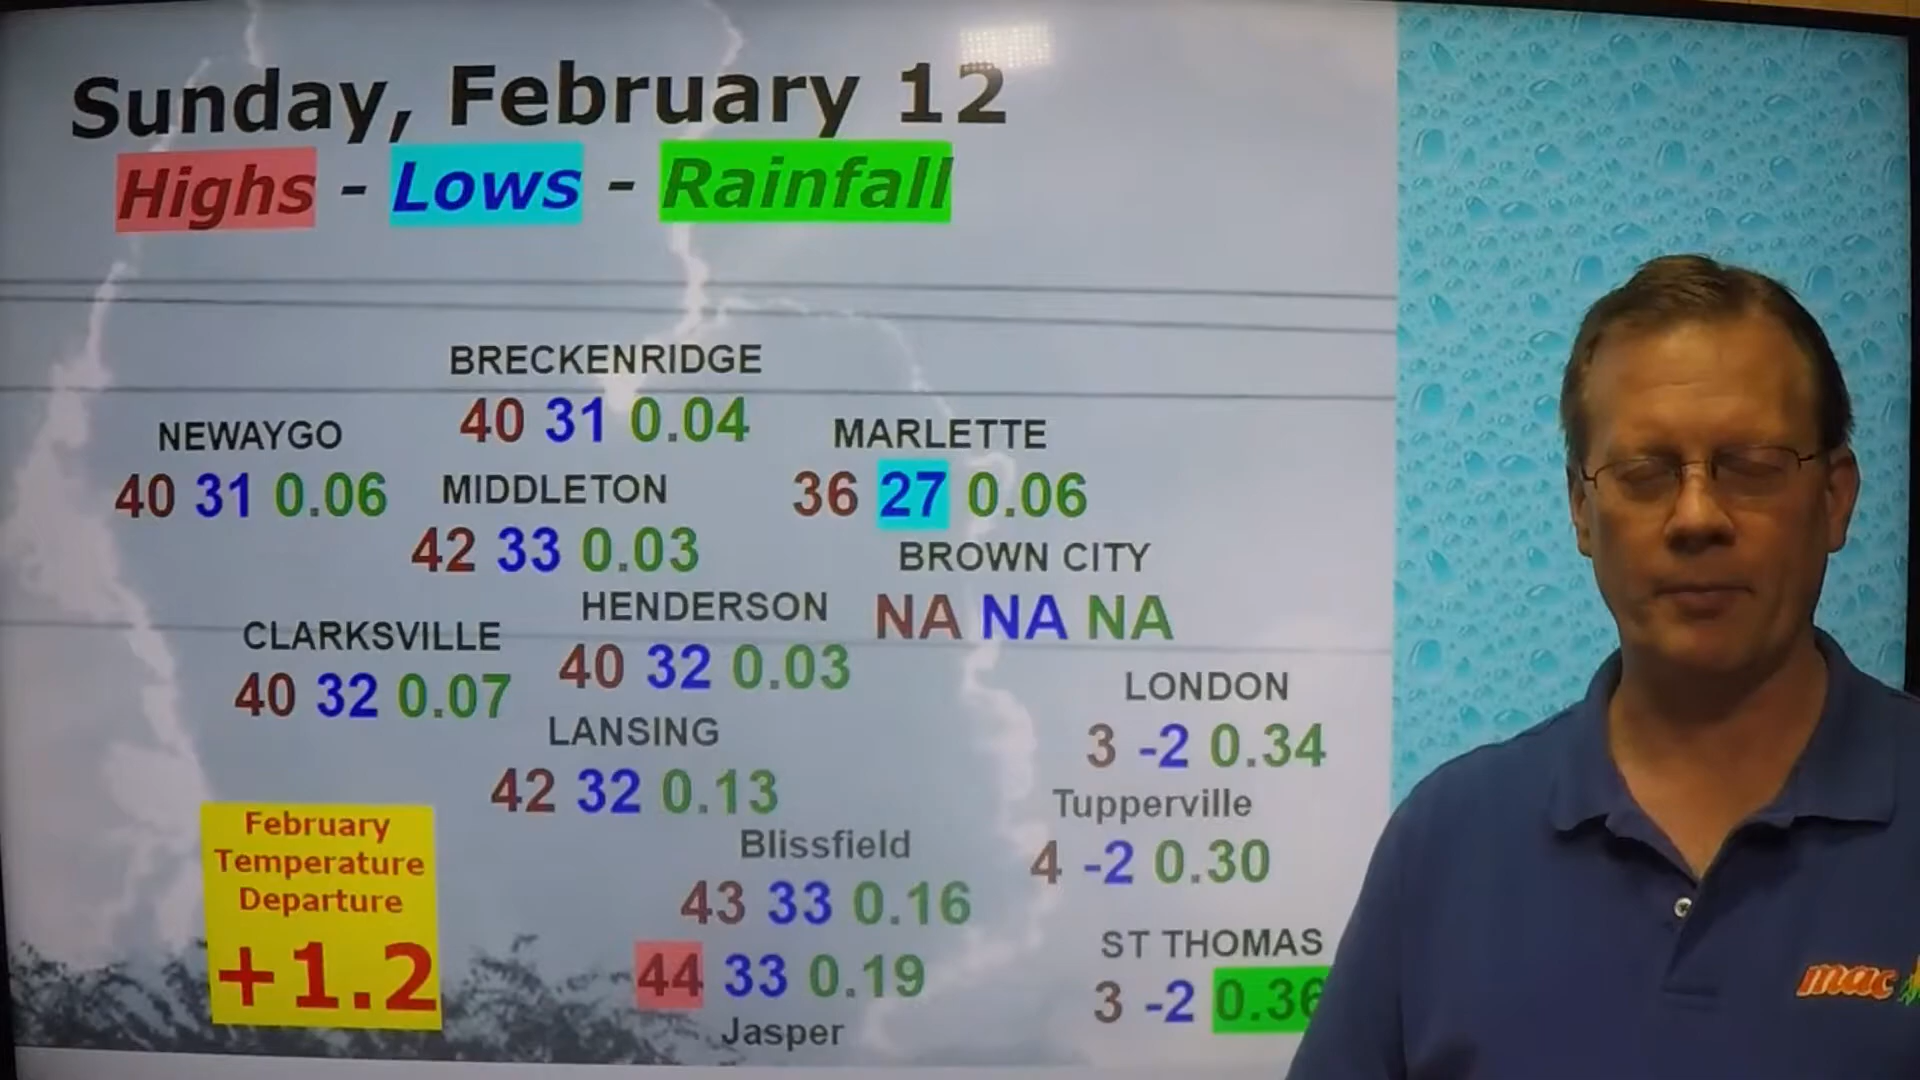 Sunday, February 12
Highs - Lows - Rainfall
BRECKENRIDGE
40 31 0.04
NEWAYGO
40 31 0.06
MIDDLETON
42 33 0.03
MARLETTE
36 27 0.06
BROWN CITY
NA NA NA
HENDERSON
40 32 0.03
CLARKSVILLE
40 32 0.07
LONDON
3 -2 0.34
LANSING
42 32 0.13
Tupperville
4 -2 0.30
Blissfield
43 33 0.16
ST THOMAS
3 -2 0.36
44 33 0.19
Jasper
February
Temperature
Departure
+1.2
mac